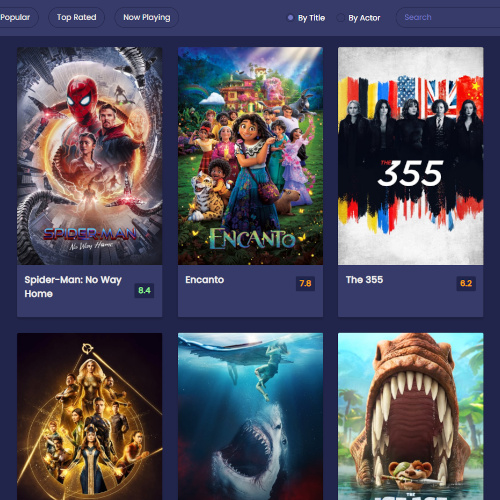 Popular
Top Rated
Now Playing
By Title
By Actor
Search
SPIDER-MAN
No Way Home
ENCANTO
THE
355
Spider-Man: No Way
Home
8.4
Encanto
7.8
The 355
6.2
THE